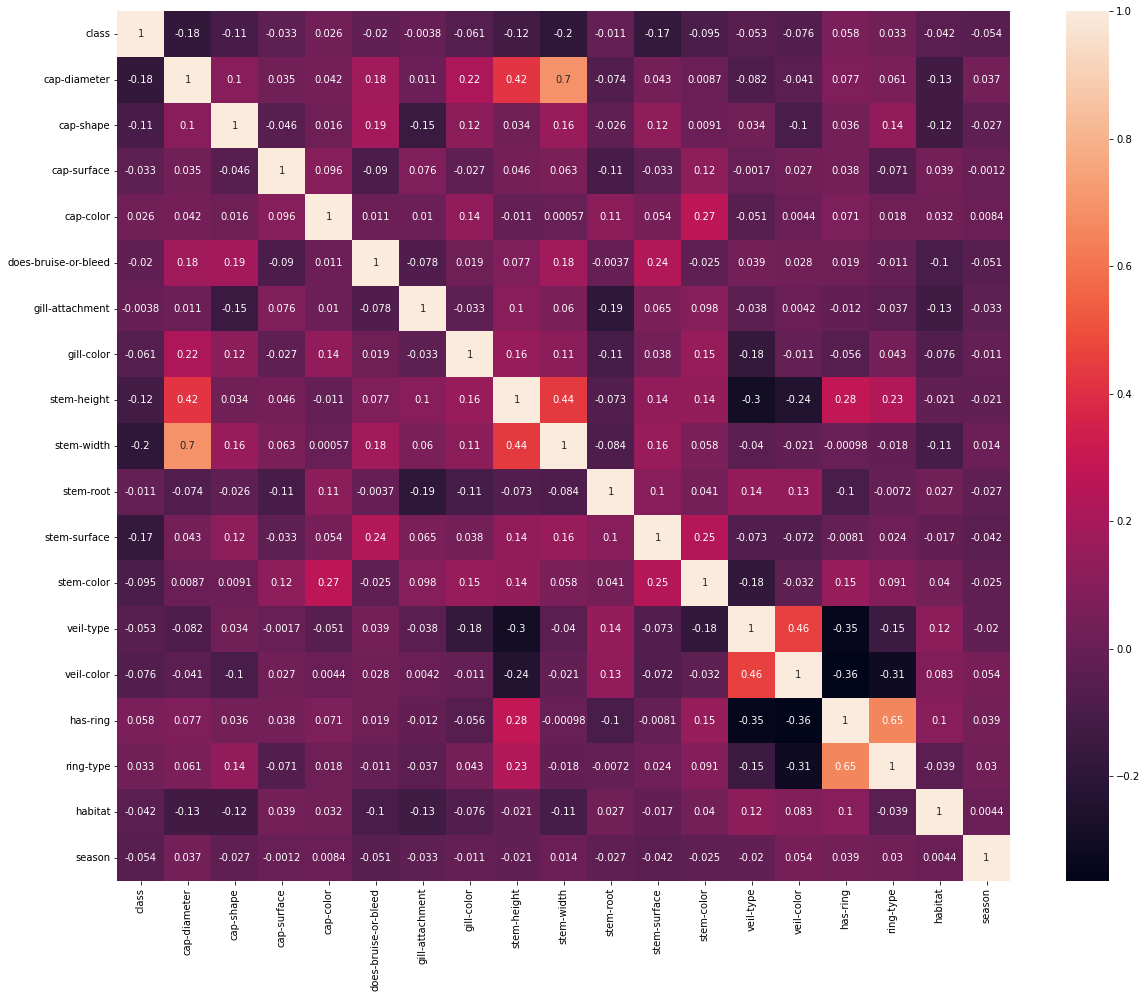 class 1 -0.18 -0.11 -0.033 0.026 -0.02 -0.0038 -0.061 -0.12 -0.2 -0.011 -0.17 -0.095 -0.053 -0.076 0.058 0.033 -0.042 -0.054
cap-diameter -0.18 1 0.1 0.035 0.042 0.18 0.011 0.22 0.42 0.7 -0.074 0.043 0.0087 -0.082 -0.041 0.077 0.061 -0.13 0.037
cap-shape -0.11 0.1 1 -0.046 0.016 0.19 -0.15 0.12 0.034 0.16 -0.026 0.12 0.0091 0.034 -0.1 0.036 0.14 -0.12 -0.027
cap-surface -0.033 0.035 -0.046 1 0.096 -0.09 0.076 -0.027 0.046 0.063 -0.11 -0.033 0.12 -0.0017 0.027 0.038 -0.071 0.039 -0.0012
cap-color 0.026 0.042 0.016 0.096 1 0.011 0.01 0.14 -0.011 0.00057 0.11 0.054 0.27 -0.051 0.0044 0.071 0.018 0.032 0.0084
does-bruise-or-bleed -0.02 0.18 0.19 -0.09 0.011 1 -0.078 0.019 0.077 0.18 -0.0037 0.24 -0.025 0.039 0.028 0.019 -0.011 -0.1 -0.051
gill-attachment -0.0038 0.011 -0.15 0.076 0.01 -0.078 1 -0.033 0.1 0.06 -0.19 0.065 0.098 -0.038 0.0042 -0.012 -0.037 -0.13 -0.033
gill-color -0.061 0.22 0.12 -0.027 0.14 0.019 -0.033 1 0.16 0.11 -0.11 0.038 0.15 -0.18 -0.011 -0.056 0.043 -0.076 -0.011
stem-height -0.12 0.42 0.034 0.046 -0.011 0.077 0.1 0.16 1 0.44 -0.073 0.14 0.14 -0.3 -0.24 0.28 0.23 -0.021 -0.021
stem-width -0.2 0.7 0.16 0.063 0.00057 0.18 0.06 0.11 0.44 1 -0.084 0.16 0.058 -0.04 -0.021 -0.00098 -0.018 -0.11 0.014
stem-root -0.011 -0.074 -0.026 -0.11 0.11 -0.0037 -0.19 -0.11 -0.073 -0.084 1 0.1 0.041 0.14 0.13 -0.1 -0.0072 0.027 -0.027
stem-surface -0.17 0.043 0.12 -0.033 0.054 0.24 0.065 0.038 0.14 0.16 0.1 1 0.25 -0.073 -0.072 -0.0081 0.024 -0.017 -0.042
stem-color -0.095 0.0087 0.0091 0.12 0.27 -0.025 0.098 0.15 0.14 0.058 0.041 0.25 1 -0.18 -0.032 0.15 0.091 0.04 -0.025
veil-type -0.053 -0.082 0.034 -0.0017 -0.051 0.039 -0.038 -0.18 -0.3 -0.04 0.14 -0.073 -0.18 1 0.46 -0.35 -0.15 0.12 -0.02
veil-color -0.076 -0.041 -0.1 0.027 0.0044 0.028 0.0042 -0.011 -0.24 -0.021 0.13 -0.072 -0.032 0.46 1 -0.36 -0.31 0.083 0.054
has-ring 0.058 0.077 0.036 0.038 0.071 0.019 -0.012 -0.056 0.28 -0.00098 -0.1 -0.0081 0.15 -0.35 -0.36 1 0.65 0.1 0.039
ring-type 0.033 0.061 0.14 -0.071 0.018 -0.011 -0.037 0.043 0.23 -0.018 -0.0072 0.024 0.091 -0.15 -0.31 0.65 1 -0.039 0.03
habitat -0.042 -0.13 -0.12 0.039 0.032 -0.1 -0.13 -0.076 -0.021 -0.11 0.027 -0.017 0.04 0.12 0.083 0.1 -0.039 1 0.0044
season -0.054 0.037 -0.027 -0.0012 0.0084 -0.051 -0.033 -0.011 -0.021 0.014 -0.027 -0.042 -0.025 -0.02 0.054 0.039 0.03 0.0044 1
class cap-diameter cap-shape cap-surface cap-color does-bruise-or-bleed gill-attachment gill-color stem-height stem-width stem-root stem-surface stem-color veil-type veil-color has-ring ring-type habitat season
1.0
0.8
0.6
0.4
0.2
0.0
−0.2